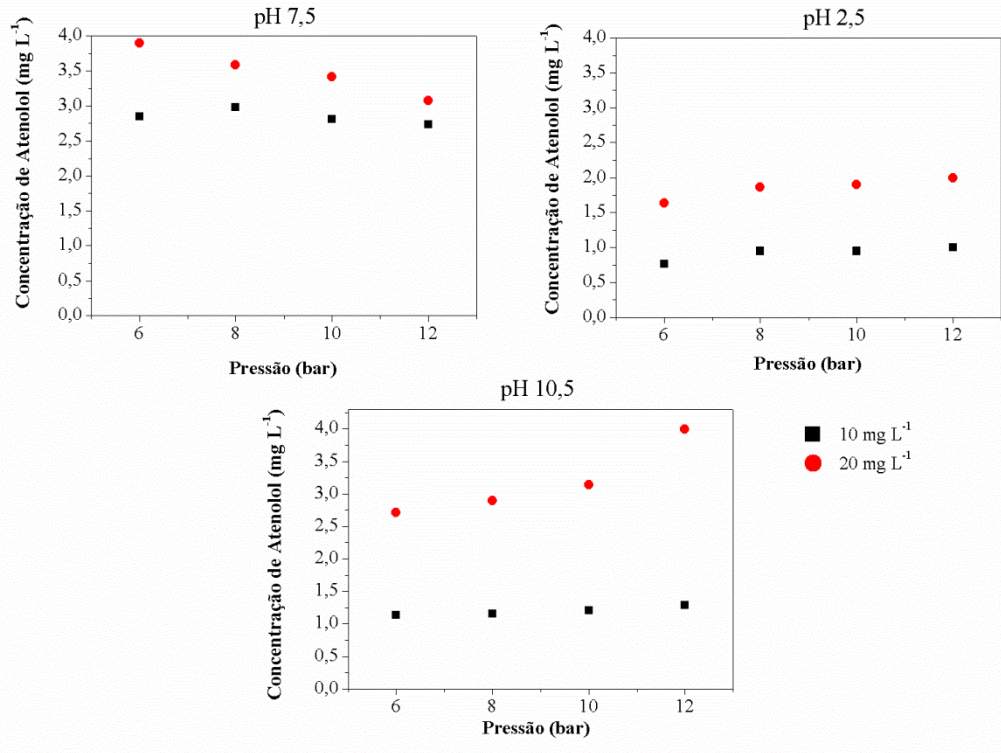 pH 7,5
Concentração de Atenolol (mg L⁻¹)
4,0
3,5
3,0
2,5
2,0
1,5
1,0
0,5
0,0
6 8 10 12
Pressão (bar)
pH 2,5
Concentração de Atenolol (mg L⁻¹)
4,0
3,5
3,0
2,5
2,0
1,5
1,0
0,5
0,0
6 8 10 12
Pressão (bar)
pH 10,5
Concentração de Atenolol (mg L⁻¹)
4,0
3,5
3,0
2,5
2,0
1,5
1,0
0,5
0,0
6 8 10 12
Pressão (bar)
10 mg L⁻¹
20 mg L⁻¹